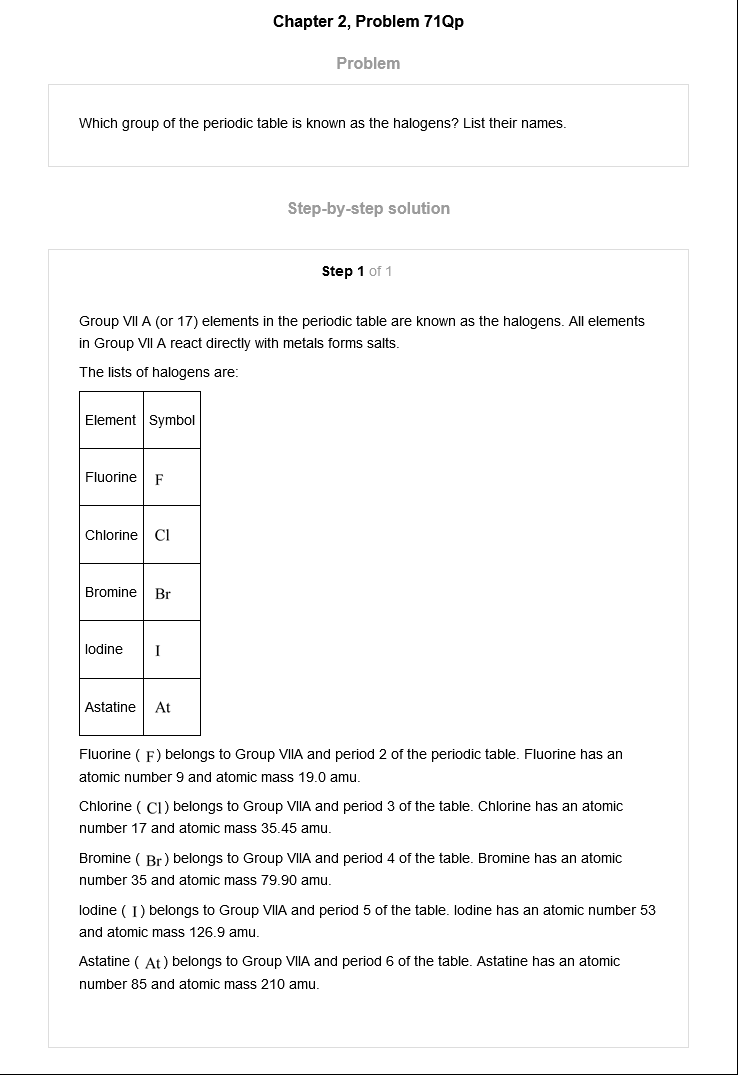 Chapter 2, Problem 71Qp
Problem
Which group of the periodic table is known as the halogens? List their names.
Step-by-step solution
Step 1 of 1
Group VII A (or 17) elements in the periodic table are known as the halogens. All elements
in Group VII A react directly with metals forms salts.
The lists of halogens are:
Element Symbol
Fluorine F
Chlorine Cl
Bromine Br
Iodine I
Astatine At
Fluorine ( F) belongs to Group VIIA and period 2 of the periodic table. Fluorine has an
atomic number 9 and atomic mass 19.0 amu.
Chlorine ( Cl) belongs to Group VIIA and period 3 of the table. Chlorine has an atomic
number 17 and atomic mass 35.45 amu.
Bromine ( Br) belongs to Group VIIA and period 4 of the table. Bromine has an atomic
number 35 and atomic mass 79.90 amu.
Iodine ( I) belongs to Group VIIA and period 5 of the table. Iodine has an atomic number 53
and atomic mass 126.9 amu.
Astatine ( At) belongs to Group VIIA and period 6 of the table. Astatine has an atomic
number 85 and atomic mass 210 amu.